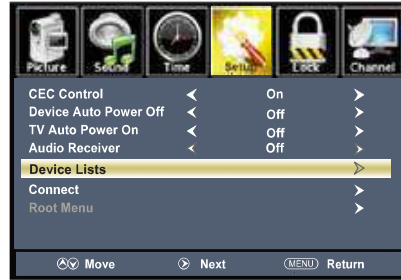 Picture Sound Time Setup Lock Channel
CEC Control On
Device Auto Power Off Off
TV Auto Power On Off
Audio Receiver Off
Device Lists
Connect
Root Menu
Move Next MENU Return